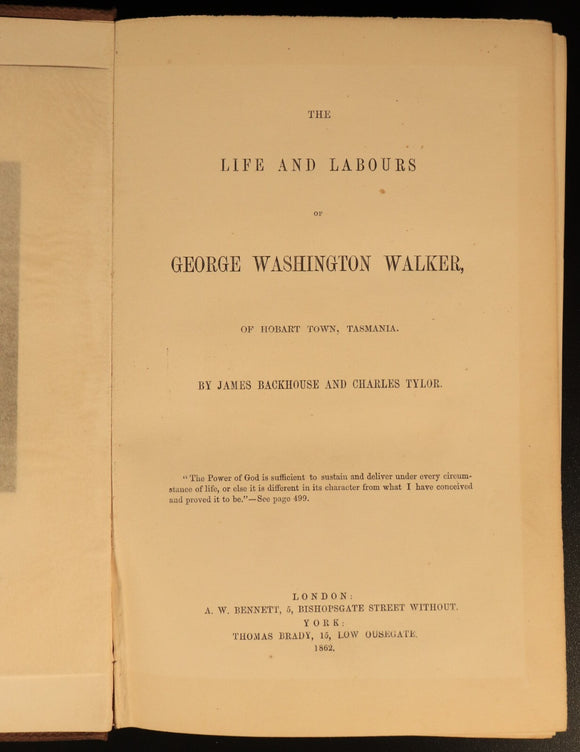 THE
LIFE AND LABOURS
OF
GEORGE WASHINGTON WALKER,
OF HOBART TOWN, TASMANIA.
BY JAMES BACKHOUSE AND CHARLES TYLOR.
"The Power of God is sufficient to sustain and deliver under every circum-
stance of life, or else it is different in its character from what I have conceived
and proved it to be."—See page 499.
LONDON:
A. W. BENNETT, 5, BISHOPSGATE STREET WITHOUT.
YORK:
THOMAS BRADY, 15, LOW OUSEGATE.
1862.